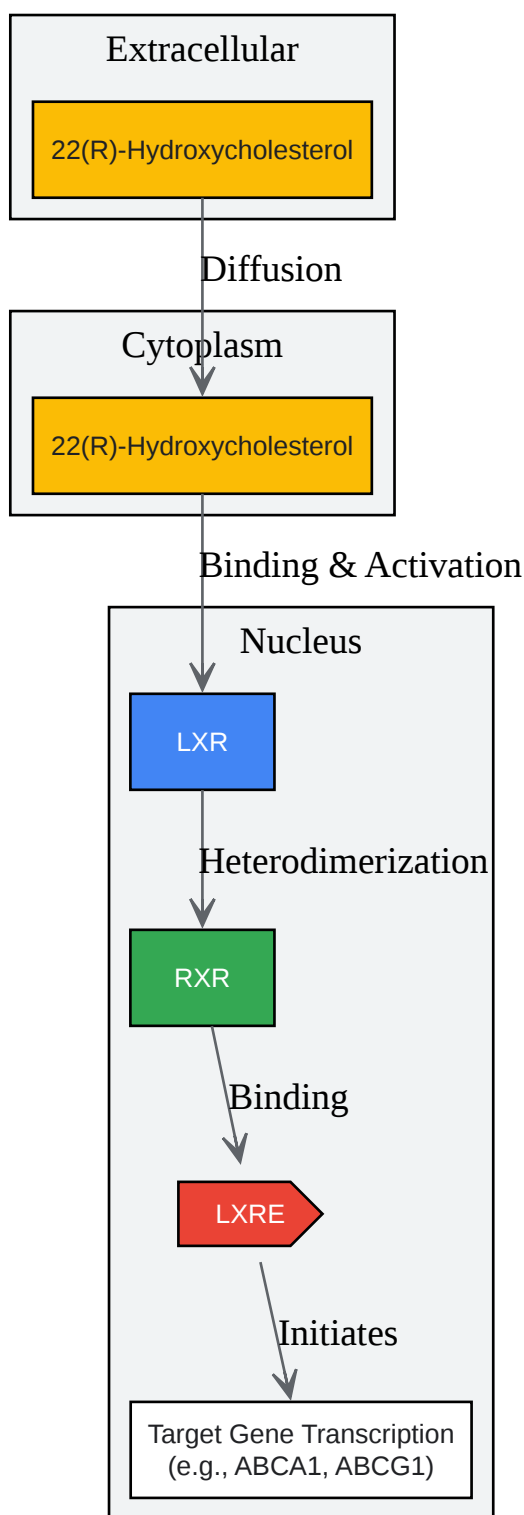 Extracellular
22(R)-Hydroxycholesterol
Diffusion
Cytoplasm
22(R)-Hydroxycholesterol
Binding & Activation
Nucleus
LXR
Heterodimerization
RXR
Binding
LXRE
Initiates
Target Gene Transcription
(e.g., ABCA1, ABCG1)